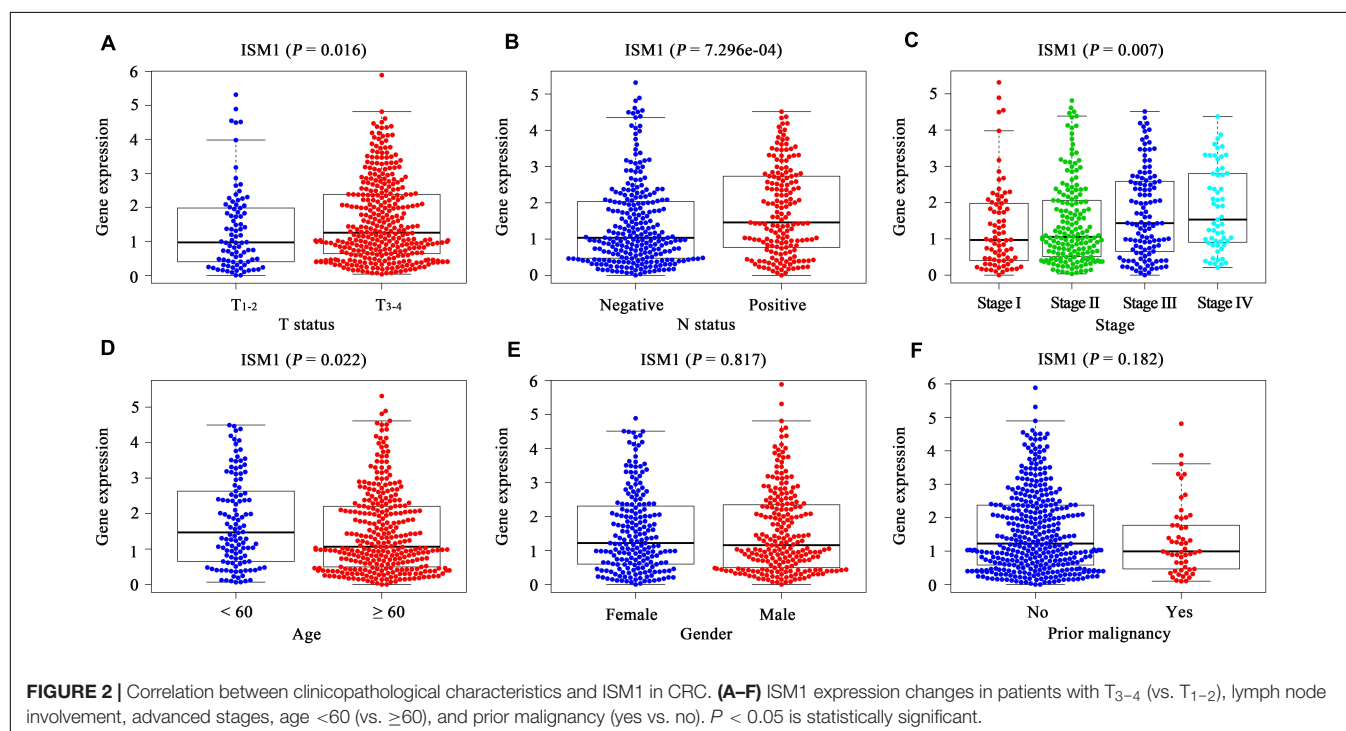 A
ISM1 (P = 0.016)
Gene expression
6
5
4
3
2
1
0
T1-2
T3-4
T status
B
ISM1 (P = 7.296e-04)
Gene expression
5
4
3
2
1
0
Negative
Positive
N status
C
ISM1 (P = 0.007)
Gene expression
5
4
3
2
1
0
Stage I
Stage II
Stage III
Stage IV
Stage
D
ISM1 (P = 0.022)
Gene expression
5
4
3
2
1
0
< 60
≥ 60
Age
E
ISM1 (P = 0.817)
Gene expression
6
5
4
3
2
1
0
Female
Male
Gender
F
ISM1 (P = 0.182)
Gene expression
6
5
4
3
2
1
0
No
Yes
Prior malignancy
FIGURE 2 | Correlation between clinicopathological characteristics and ISM1 in CRC. (A–F) ISM1 expression changes in patients with T3–4 (vs. T1–2), lymph node
involvement, advanced stages, age <60 (vs. ≥60), and prior malignancy (yes vs. no). P < 0.05 is statistically significant.